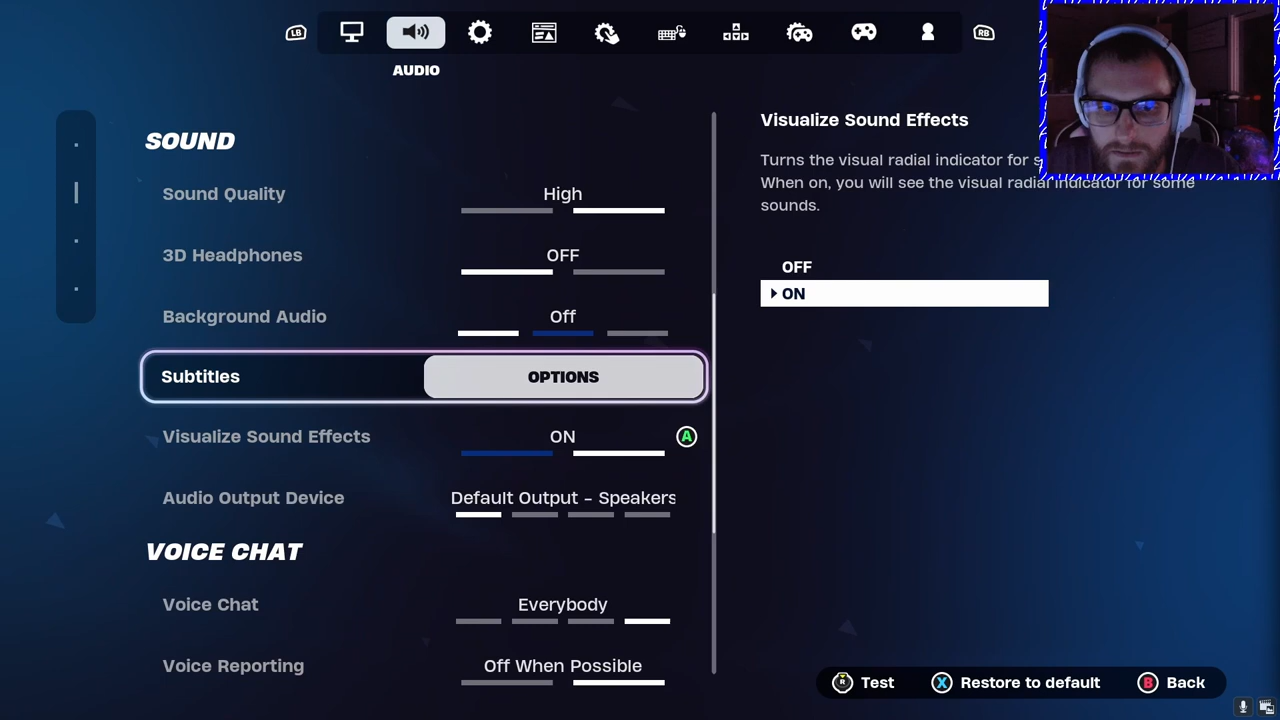 LB
RB
AUDIO
SOUND
Sound Quality
High
3D Headphones
OFF
Background Audio
Off
Subtitles
OPTIONS
Visualize Sound Effects
ON
A
Audio Output Device
Default Output - Speakers
VOICE CHAT
Voice Chat
Everybody
Voice Reporting
Off When Possible
Visualize Sound Effects
Turns the visual radial indicator for
When on, you will see the visual radial indicator for some
sounds.
OFF
ON
R
Test
X
Restore to default
B
Back